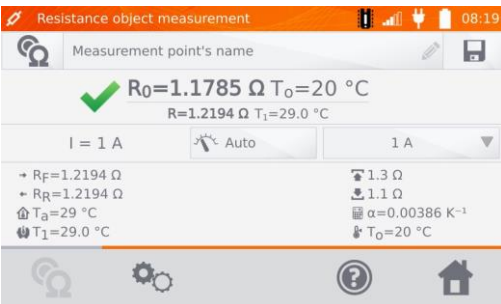 Resistance object measurement 08:19
Measurement point's name
R0=1.1785 Ω To=20 °C
R=1.2194 Ω T1=29.0 °C
I = 1 A Auto 1 A
RF=1.2194 Ω 1.3 Ω
RR=1.2194 Ω 1.1 Ω
Ta=29 °C α=0.00386 K⁻¹
T1=29.0 °C To=20 °C